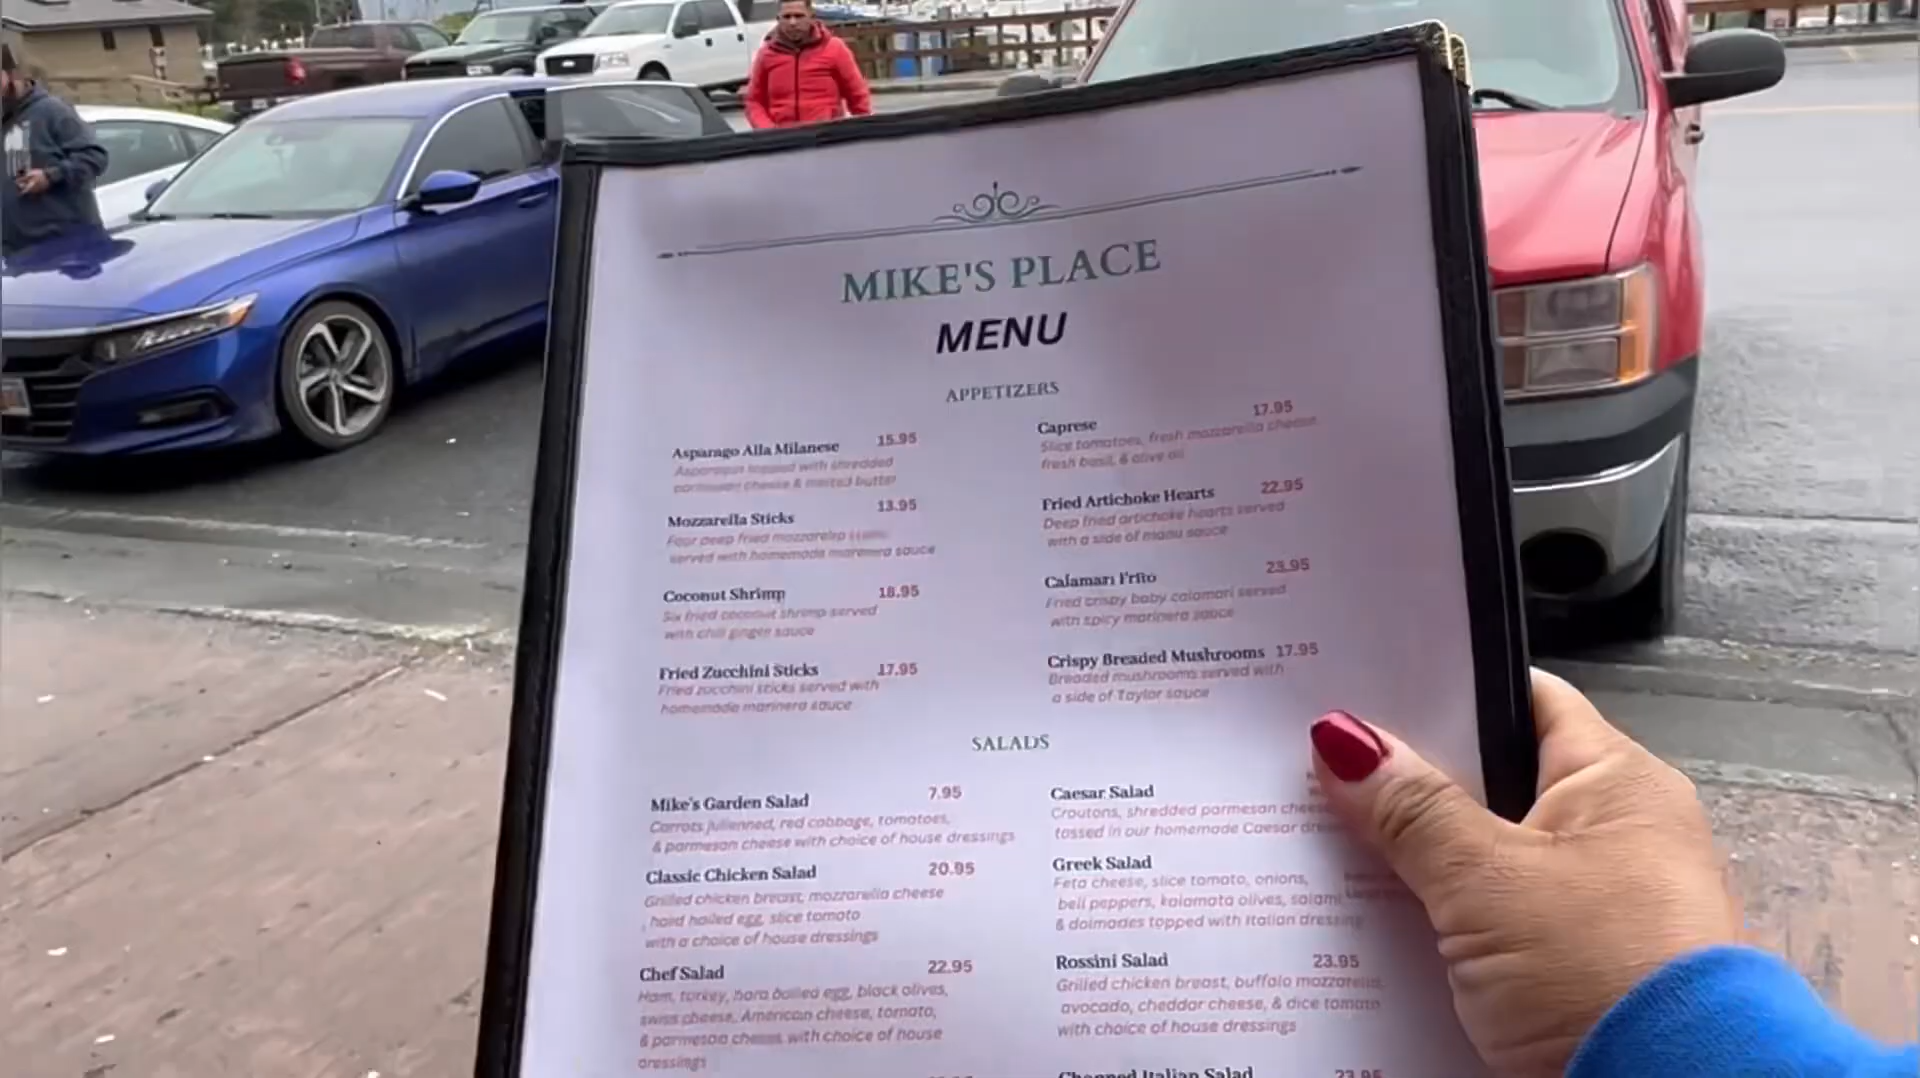 MIKE'S PLACE
MENU
APPETIZERS
Asparago Alla Milanese 15.95
Asparagus topped with shredded
parmesan cheese & melted butter
Mozzarella Sticks 13.95
Four deep fried mozzarella
served with homemade marinera sauce
Coconut Shrimp 18.95
Six fried coconut shrimp served
with chili ginger sauce
Fried Zucchini Sticks 17.95
Fried zucchini sticks served with
homemade marinera sauce
Caprese 17.95
Slice tomatoes, fresh mozzarella cheese
fresh basil, & olive oil
Fried Artichoke Hearts 22.95
Deep fried artichoke hearts served
with a side of manu sauce
Calamari Frito 23.95
Fried crispy baby calamari served
with spicy marinera sauce
Crispy Breaded Mushrooms 17.95
Breaded mushrooms served with
a side of Taylor sauce
SALADS
Mike's Garden Salad 7.95
Carrots julienned, red cabbage, tomatoes,
& parmesan cheese with choice of house dressings
Classic Chicken Salad 20.95
Grilled chicken breast, mozzarella cheese
, hard boiled egg, slice tomato
with a choice of house dressings
Chef Salad 22.95
Ham, turkey, hard boiled egg, black olives,
swiss cheese, American cheese, tomato,
& parmesan cheese with choice of house
dressings
Caesar Salad
Croutons, shredded parmesan cheese
tossed in our homemade Caesar
Greek Salad
Feta cheese, slice tomato, onions,
bell peppers, kalamata olives, salami
& dolmades topped with Italian dressing
Rossini Salad 23.95
Grilled chicken breast, buffalo mozzarella,
avocado, cheddar cheese, & dice tomato
with choice of house dressings
Chopped Italian Salad 23.95